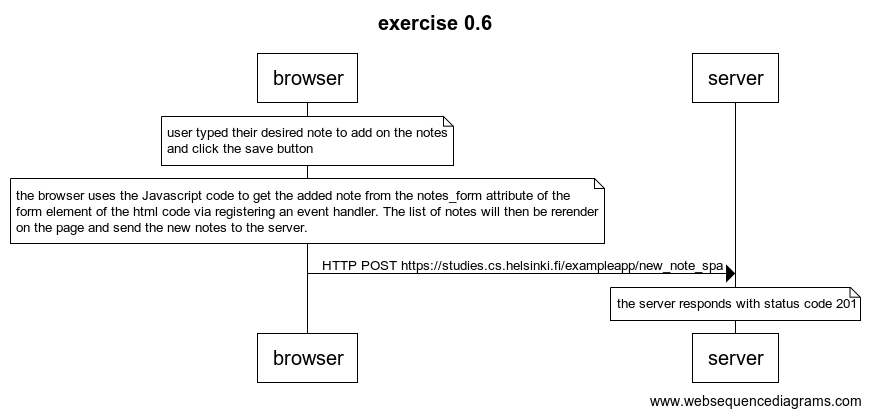 exercise 0.6
browser
server
user typed their desired note to add on the notes
and click the save button
the browser uses the Javascript code to get the added note from the notes_form attribute of the
form element of the html code via registering an event handler. The list of notes will then be rerender
on the page and send the new notes to the server.
HTTP POST https://studies.cs.helsinki.fi/exampleapp/new_note_spa
the server responds with status code 201
browser
server
www.websequencediagrams.com